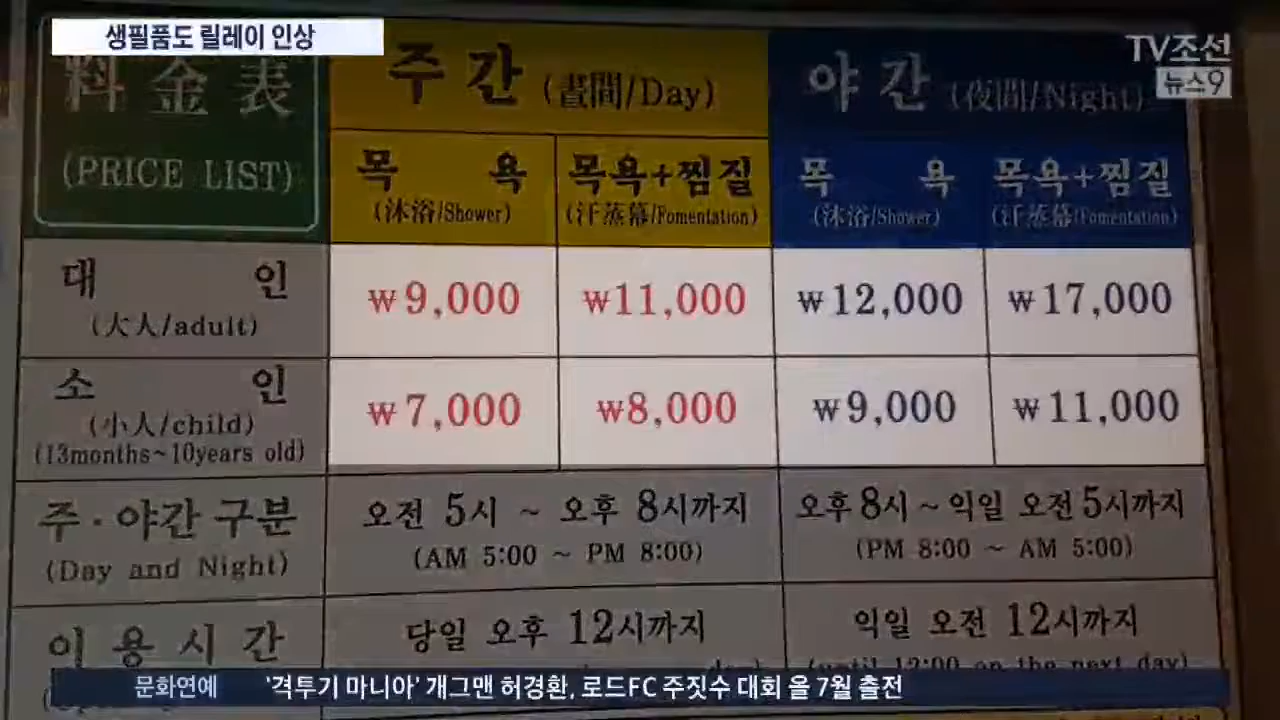 생필품도 릴레이 인상
TV조선
뉴스9
料金表
(PRICE LIST)
주간 (晝間/Day)
야간 (夜間/Night)
목욕
(沐浴/Shower)
목욕+찜질
(汗蒸幕/Fomentation)
목욕
(沐浴/Shower)
목욕+찜질
(汗蒸幕/Fomentation)
대인
(大人/adult)
₩9,000
₩11,000
₩12,000
₩17,000
소인
(小人/child)
(13months~10years old)
₩7,000
₩8,000
₩9,000
₩11,000
주·야간 구분
(Day and Night)
오전 5시 ~ 오후 8시까지
(AM 5:00 ~ PM 8:00)
오후 8시 ~ 익일 오전 5시까지
(PM 8:00 ~ AM 5:00)
이용시간
당일 오후 12시까지
익일 오전 12시까지
(until 12:00 on the next day)
문화연예 '격투기 마니아' 개그맨 허경환, 로드FC 주짓수 대회 올 7월 출전